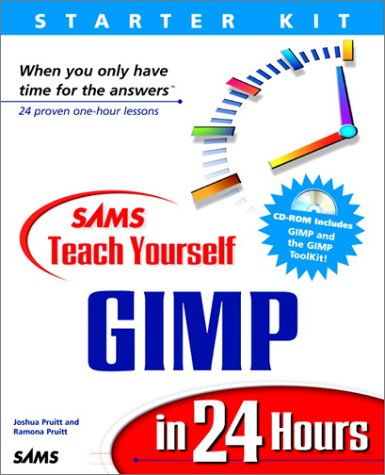 STARTER KIT
When you only have
time for the answers™
24 proven one-hour lessons
CD-ROM Includes
GIMP and
the GIMP
ToolKit!
SAMS
Teach Yourself
GIMP
Joshua Pruitt and
Ramona Pruitt
in 24 Hours
SAMS